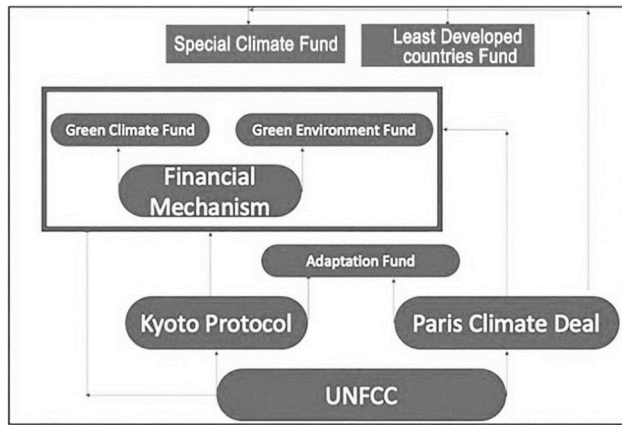 Special Climate Fund
Least Developed
countries Fund
Green Climate Fund
Green Environment Fund
Financial
Mechanism
Adaptation Fund
Kyoto Protocol
Paris Climate Deal
UNFCC